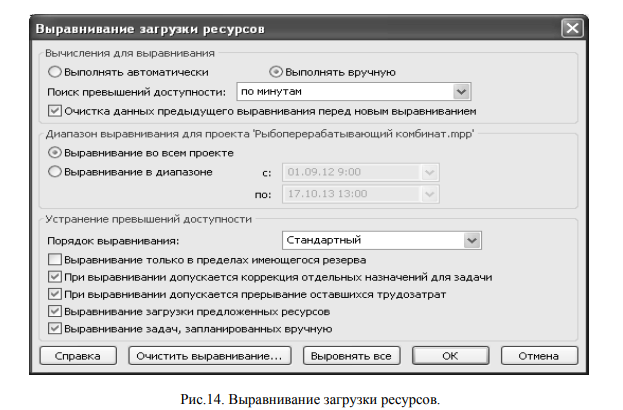 Выравнивание загрузки ресурсов
Вычисления для выравнивания
Выполнять автоматически Выполнять вручную
Поиск превышений доступности: по минутам
Очистка данных предыдущего выравнивания перед новым выравниванием
Диапазон выравнивания для проекта 'Рыбоперерабатывающий комбинат.mpp'
Выравнивание во всем проекте
Выравнивание в диапазоне с: 01.09.12 9:00
по: 17.10.13 13:00
Устранение превышений доступности
Порядок выравнивания: Стандартный
Выравнивание только в пределах имеющегося резерва
При выравнивании допускается коррекция отдельных назначений для задачи
При выравнивании допускается прерывание оставшихся трудозатрат
Выравнивание загрузки предложенных ресурсов
Выравнивание задач, запланированных вручную
Справка Очистить выравнивание... Выровнять все ОК Отмена
Рис.14. Выравнивание загрузки ресурсов.